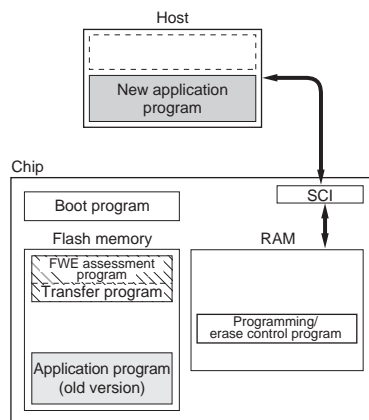 Host
New application
program
Chip
SCI
Boot program
Flash memory
RAM
FWE assessment
program
Transfer program
Programming/
erase control program
Application program
(old version)